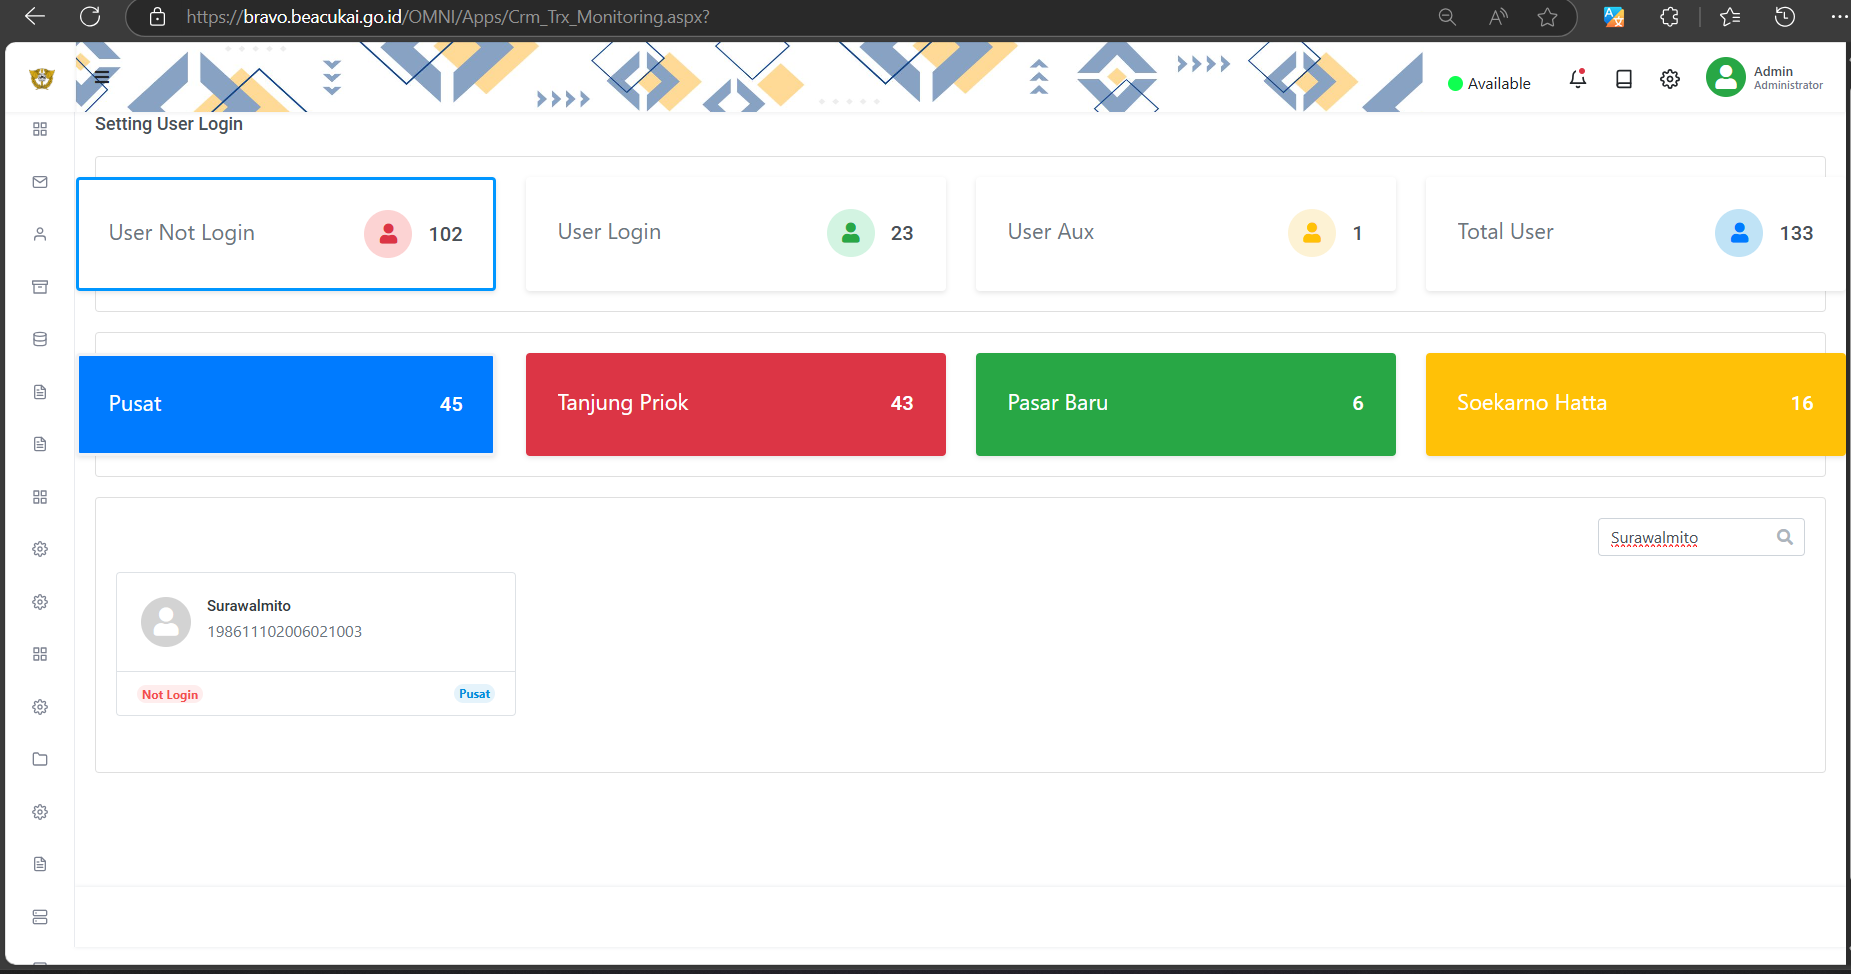 https://bravo.beacukai.go.id/OMNI/Apps/Crm_Trx_Monitoring.aspx?
Available
Admin
Administrator
Setting User Login
User Not Login 102
User Login 23
User Aux 1
Total User 133
Pusat 45
Tanjung Priok 43
Pasar Baru 6
Soekarno Hatta 16
Surawalmito
Surawalmito
198611102006021003
Not Login Pusat